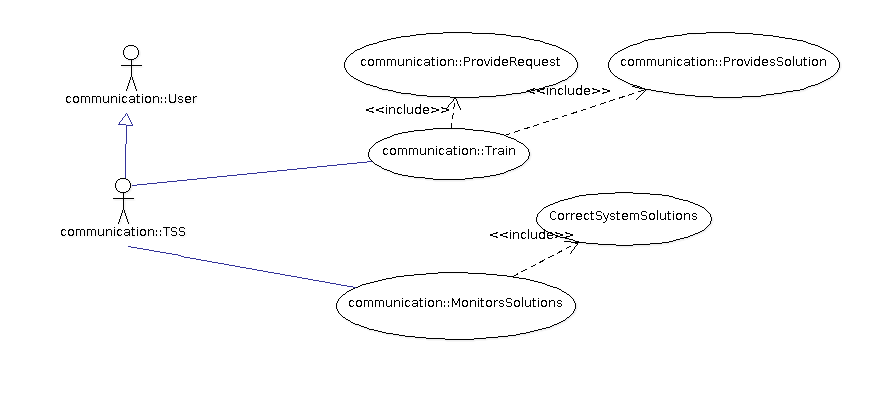 communication::ProvideRequest
communication::ProvidesSolution
<<include>>
communication::User
<<include>>
communication::Train
CorrectSystemSolutions
communication::TSS
<<include>>
communication::MonitorsSolutions